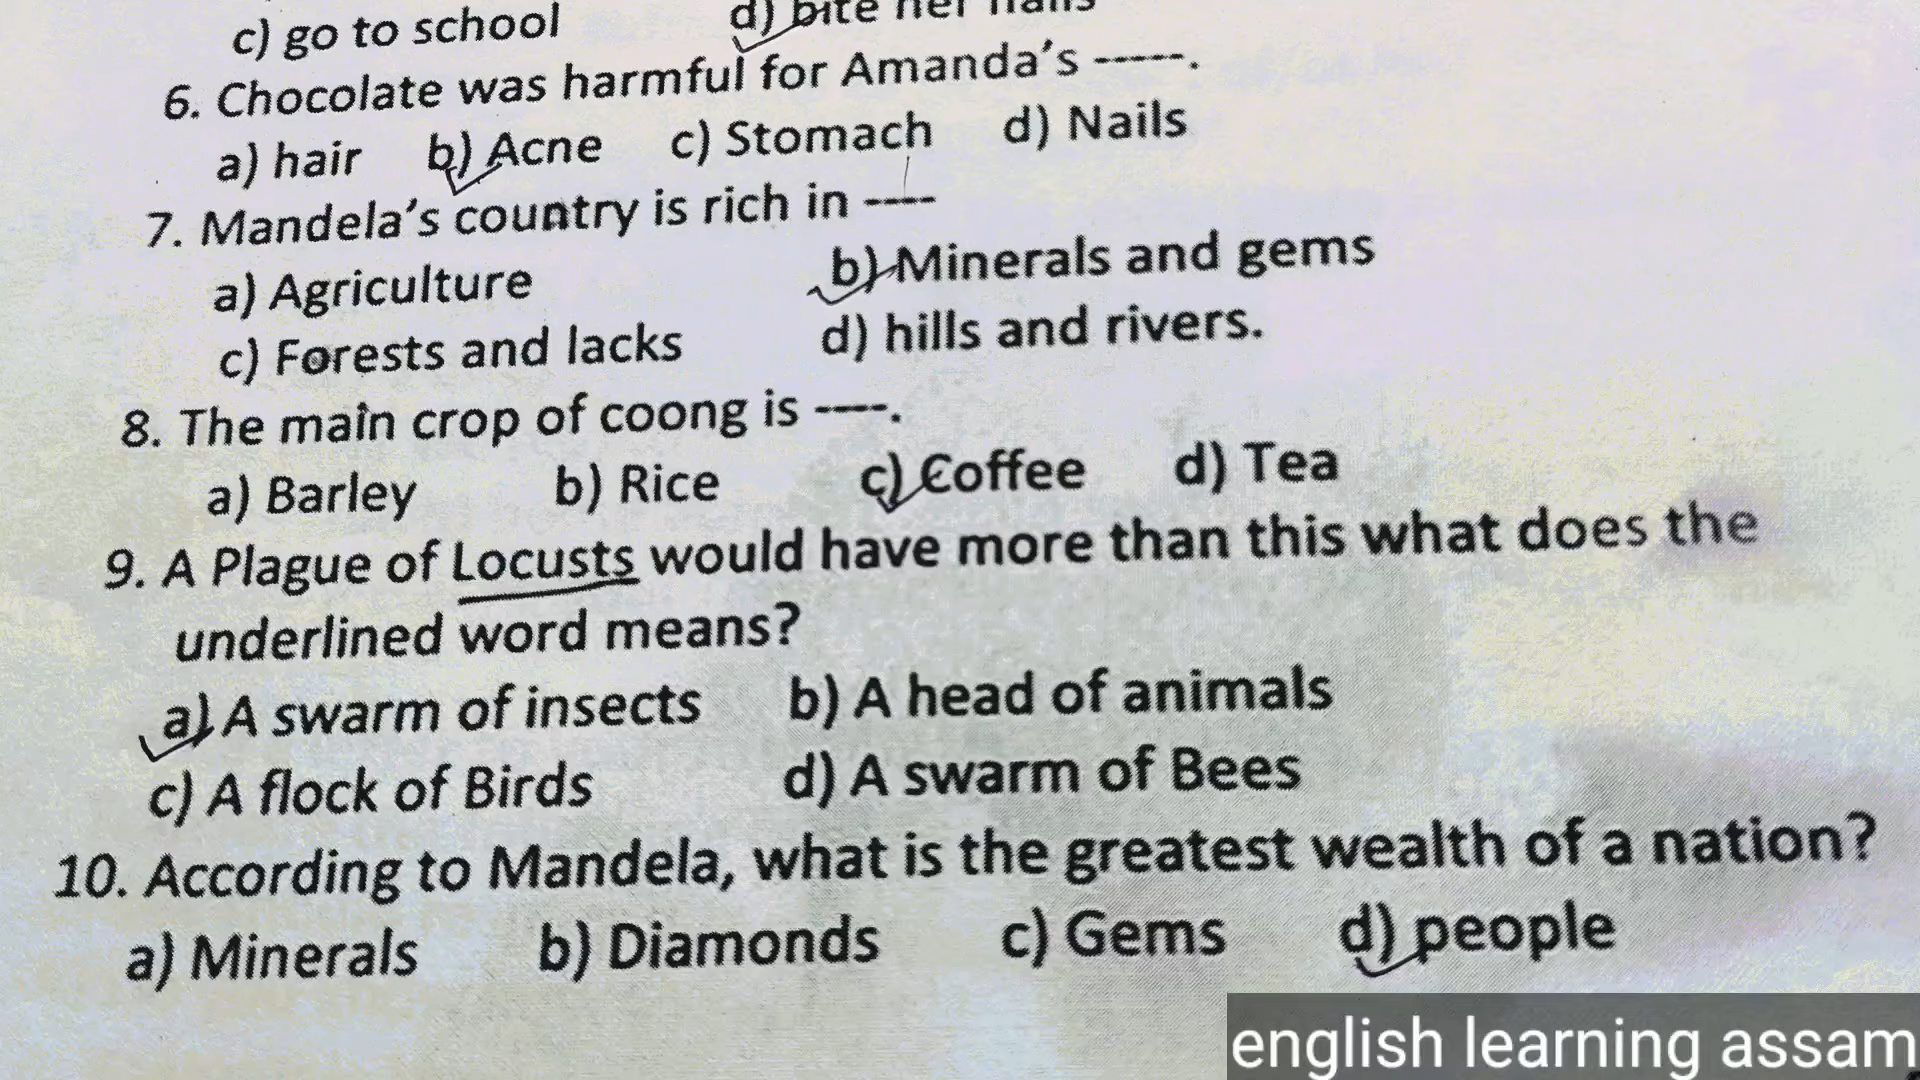 c) go to school d) bite her nails
6. Chocolate was harmful for Amanda's -----.
a) hair b) Acne c) Stomach d) Nails
7. Mandela's country is rich in ----
a) Agriculture b) Minerals and gems
c) Forests and lacks d) hills and rivers.
8. The main crop of coong is ----.
a) Barley b) Rice c) Coffee d) Tea
9. A Plague of Locusts would have more than this what does the
underlined word means?
a) A swarm of insects b) A head of animals
c) A flock of Birds d) A swarm of Bees
10. According to Mandela, what is the greatest wealth of a nation?
a) Minerals b) Diamonds c) Gems d) people
english learning assam